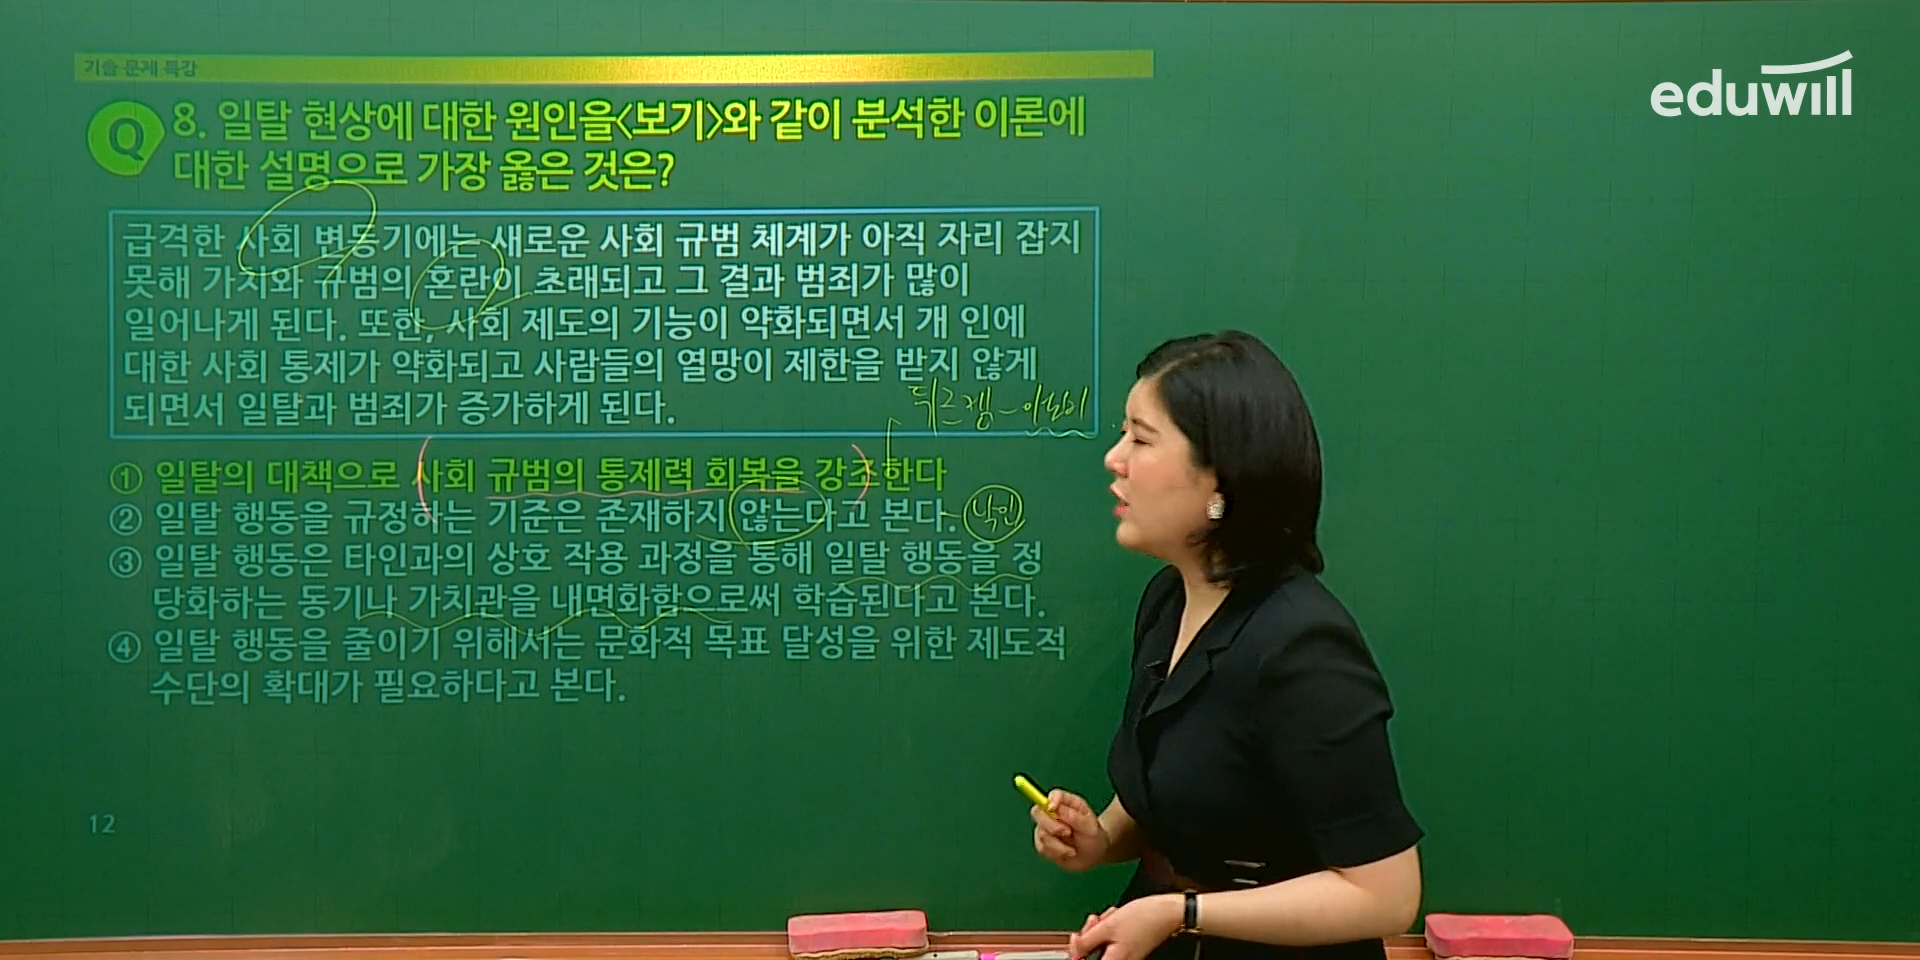 eduwill
기출 문제 특강
Q
8. 일탈 현상에 대한 원인을<보기>와 같이 분석한 이론에
대한 설명으로 가장 옳은 것은?
급격한 사회 변동기에는 새로운 사회 규범 체계가 아직 자리 잡지
못해 가치와 규범의 혼란이 초래되고 그 결과 범죄가 많이
일어나게 된다. 또한, 사회 제도의 기능이 약화되면서 개 인에
대한 사회 통제가 약화되고 사람들의 열망이 제한을 받지 않게
되면서 일탈과 범죄가 증가하게 된다.
뒤르켐-아노미
① 일탈의 대책으로 사회 규범의 통제력 회복을 강조한다
② 일탈 행동을 규정하는 기준은 존재하지 않는다고 본다. 낙인
③ 일탈 행동은 타인과의 상호 작용 과정을 통해 일탈 행동을 정
당화하는 동기나 가치관을 내면화함으로써 학습된다고 본다.
④ 일탈 행동을 줄이기 위해서는 문화적 목표 달성을 위한 제도적
수단의 확대가 필요하다고 본다.
12